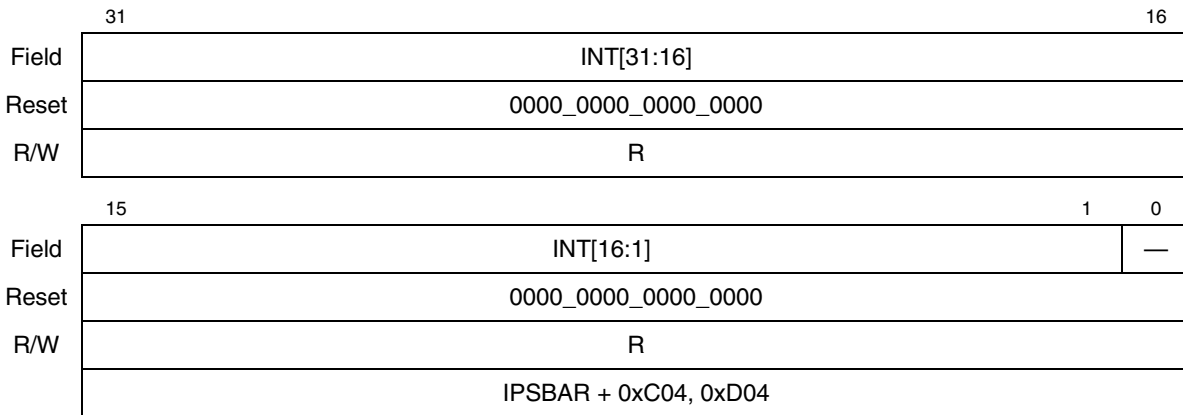 31 16
Field INT[31:16]
Reset 0000_0000_0000_0000
R/W R
15 1 0
Field INT[16:1] —
Reset 0000_0000_0000_0000
R/W R
IPSBAR + 0xC04, 0xD04